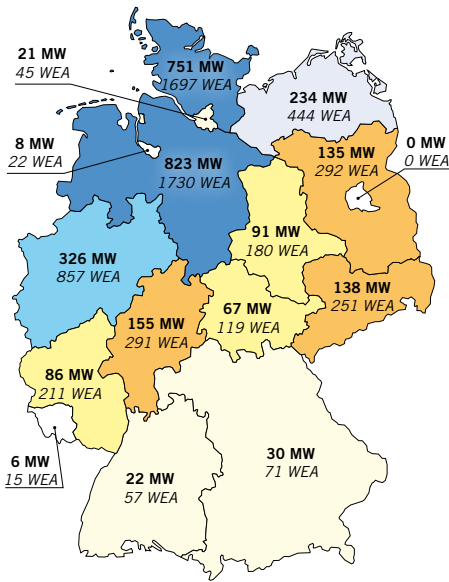 21 MW
45 WEA
751 MW
1697 WEA
234 MW
444 WEA
8 MW
22 WEA
823 MW
1730 WEA
135 MW
292 WEA
0 MW
0 WEA
91 MW
180 WEA
326 MW
857 WEA
138 MW
251 WEA
155 MW
291 WEA
67 MW
119 WEA
86 MW
211 WEA
6 MW
15 WEA
22 MW
57 WEA
30 MW
71 WEA